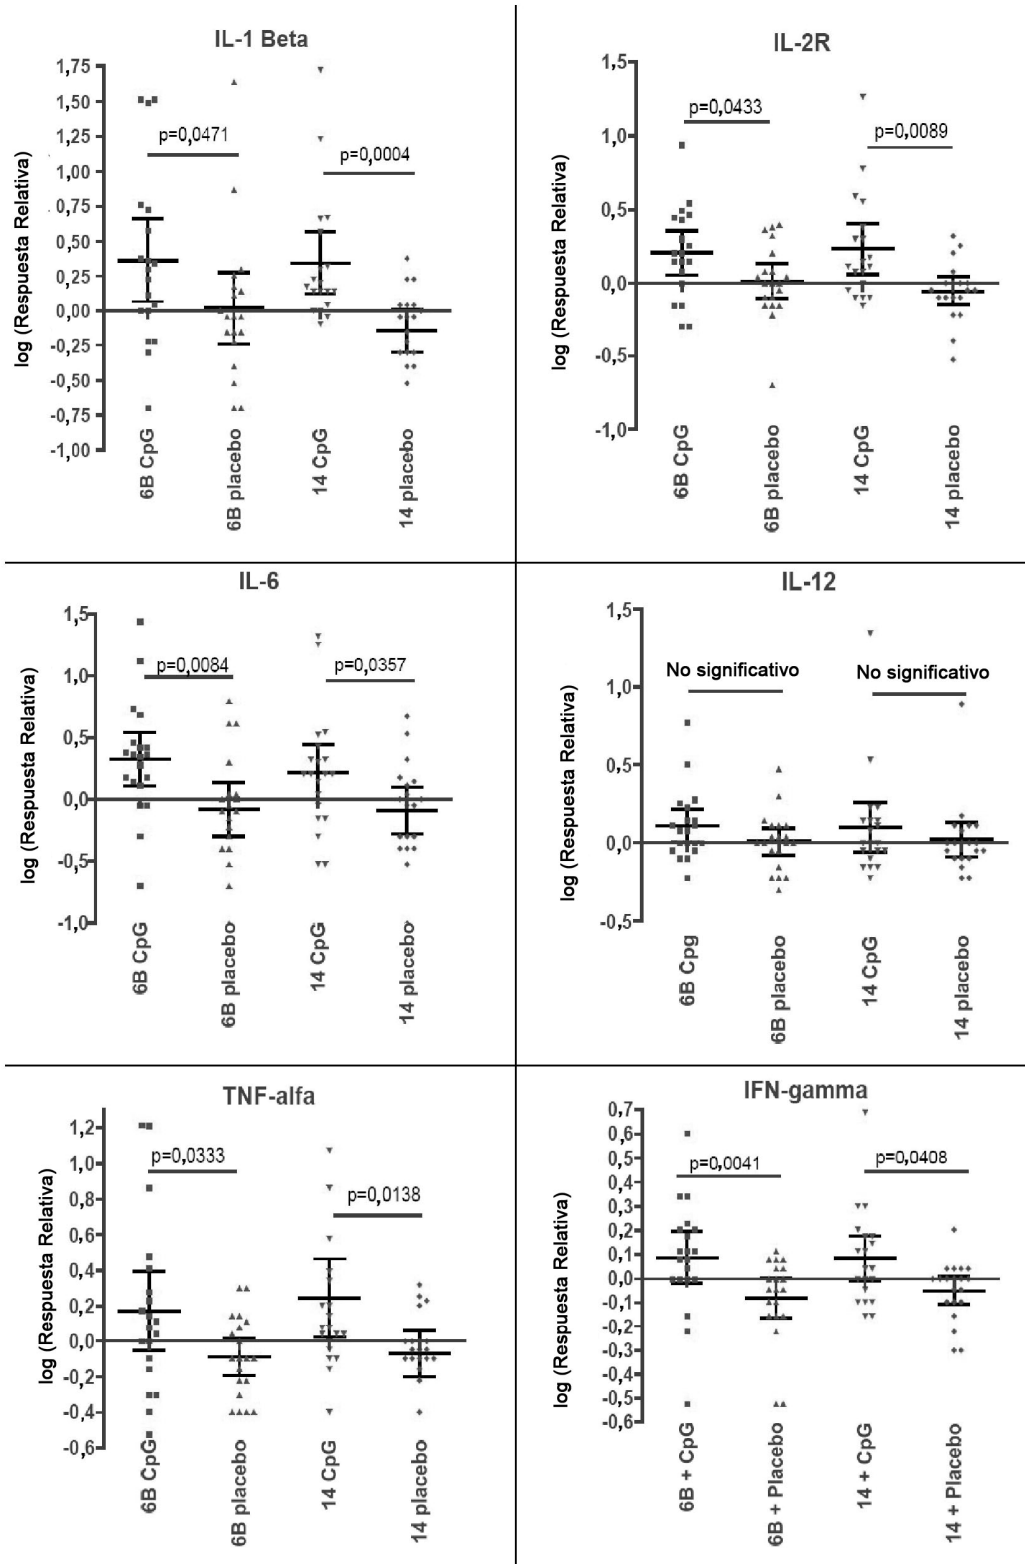 IL-1 Beta
log (Respuesta Relativa)
1,75
1,50
1,25
1,00
0,75
0,50
0,25
0,00
-0,25
-0,50
-0,75
-1,00
p=0,0471
p=0,0004
6B CpG
6B placebo
14 CpG
14 placebo
IL-2R
log (Respuesta Relativa)
1,5
1,0
0,5
0,0
-0,5
-1,0
p=0,0433
p=0,0089
6B CpG
6B placebo
14 CpG
14 placebo
IL-6
log (Respuesta Relativa)
1,5
1,0
0,5
0,0
-0,5
-1,0
p=0,0084
p=0,0357
6B CpG
6B placebo
14 CpG
14 placebo
IL-12
log (Respuesta Relativa)
1,5
1,0
0,5
0,0
-0,5
No significativo
No significativo
6B Cpg
6B placebo
14 CpG
14 placebo
TNF-alfa
log (Respuesta Relativa)
1,2
1,0
0,8
0,6
0,4
0,2
0,0
-0,2
-0,4
-0,6
p=0,0333
p=0,0138
6B CpG
6B placebo
14 CpG
14 placebo
IFN-gamma
log (Respuesta Relativa)
0,7
0,6
0,5
0,4
0,3
0,2
0,1
0,0
-0,1
-0,2
-0,3
-0,4
-0,5
-0,6
p=0,0041
p=0,0408
6B + CpG
6B + Placebo
14 + CpG
14 + Placebo